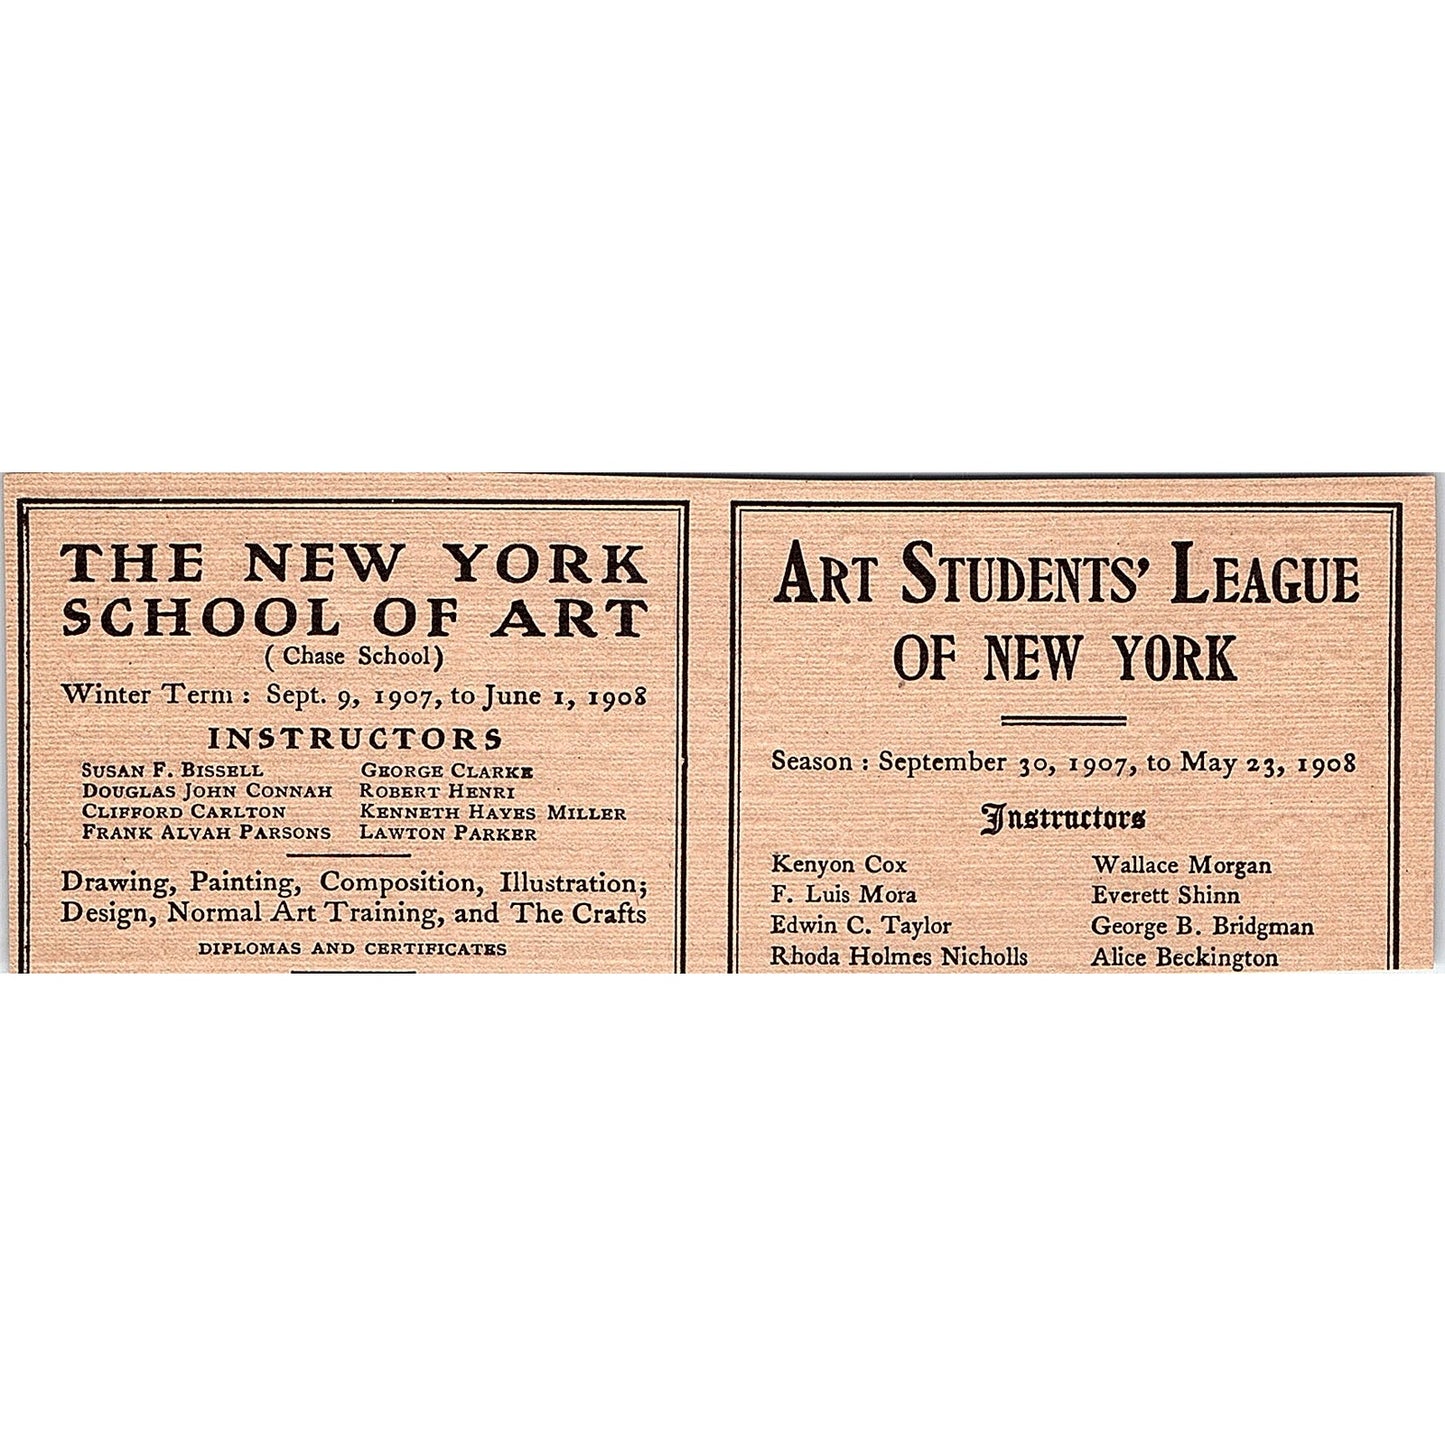 THE NEW YORK
SCHOOL OF ART
(Chase School)
Winter Term: Sept. 9, 1907, to June 1, 1908
INSTRUCTORS
SUSAN F. BISSELL GEORGE CLARKE
DOUGLAS JOHN CONNAH ROBERT HENRI
CLIFFORD CARLTON KENNETH HAYES MILLER
FRANK ALVAH PARSONS LAWTON PARKER
Drawing, Painting, Composition, Illustration;
Design, Normal Art Training, and The Crafts
DIPLOMAS AND CERTIFICATES
ART STUDENTS' LEAGUE
OF NEW YORK
Season: September 30, 1907, to May 23, 1908
Instructors
Kenyon Cox Wallace Morgan
F. Luis Mora Everett Shinn
Edwin C. Taylor George B. Bridgman
Rhoda Holmes Nicholls Alice Beckington